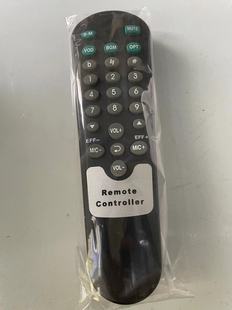 B-M MUTE
VOD BGM OPT
b #
1 2 3
4 5 6
7 8 9
VOL+
EFF- EFF+
MIC- MIC+
VOL-
Remote
Controller